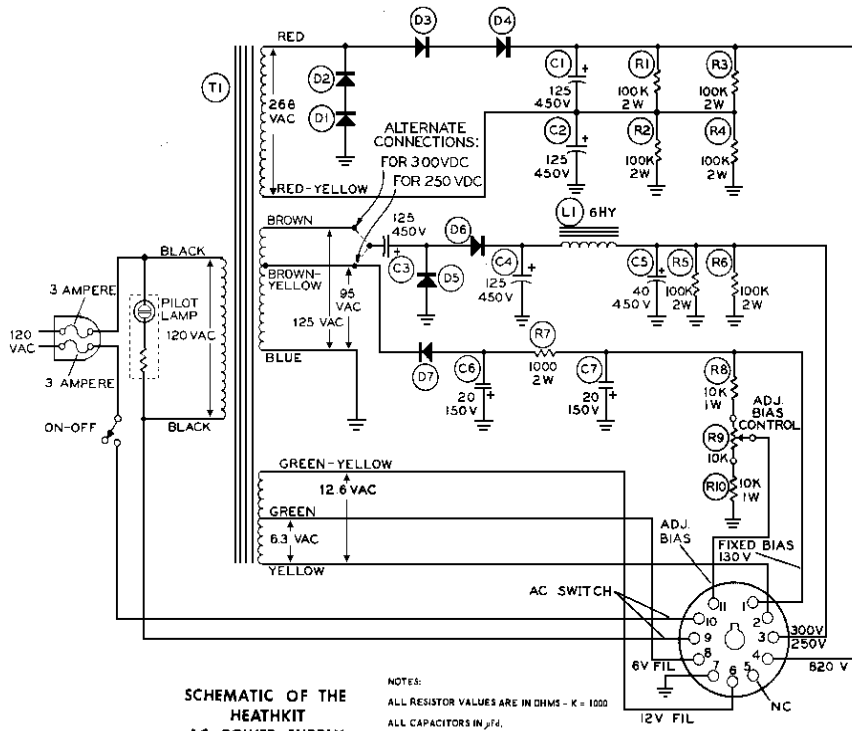 RED
D3
D4
T1
D2
D1
268
VAC
C1
+
125
450V
R1
100K
2W
R3
100K
2W
C2
+
125
450V
R2
100K
2W
R4
100K
2W
ALTERNATE
CONNECTIONS:
FOR 300VDC
FOR 250 VDC
RED-YELLOW
L1 6HY
BROWN
125
450V
+
C3
D6
D5
C4
+
125
450V
C5
+
40
450V
R5
100K
2W
R6
100K
2W
BROWN-
YELLOW
95
VAC
125 VAC
BLUE
BLACK
3 AMPERE
PILOT
LAMP
120 VAC
120
VAC
3 AMPERE
ON-OFF
BLACK
D7
C6
+
20
150V
R7
1000
2W
C7
+
20
150V
R8
10K
1W
ADJ.
BIAS
CONTROL
R9
10K
R10
10K
1W
GREEN-YELLOW
12.6 VAC
GREEN
6.3 VAC
YELLOW
ADJ.
BIAS
FIXED BIAS
130 V
AC SWITCH
11
1
10
2
9
3
8
4
7
6
5
300V
250V
820 V
6V FIL
12V FIL
NC
SCHEMATIC OF THE
HEATHKIT
AC POWER SUPPLY
NOTES:
ALL RESISTOR VALUES ARE IN OHMS - K = 1000
ALL CAPACITORS IN µfd.